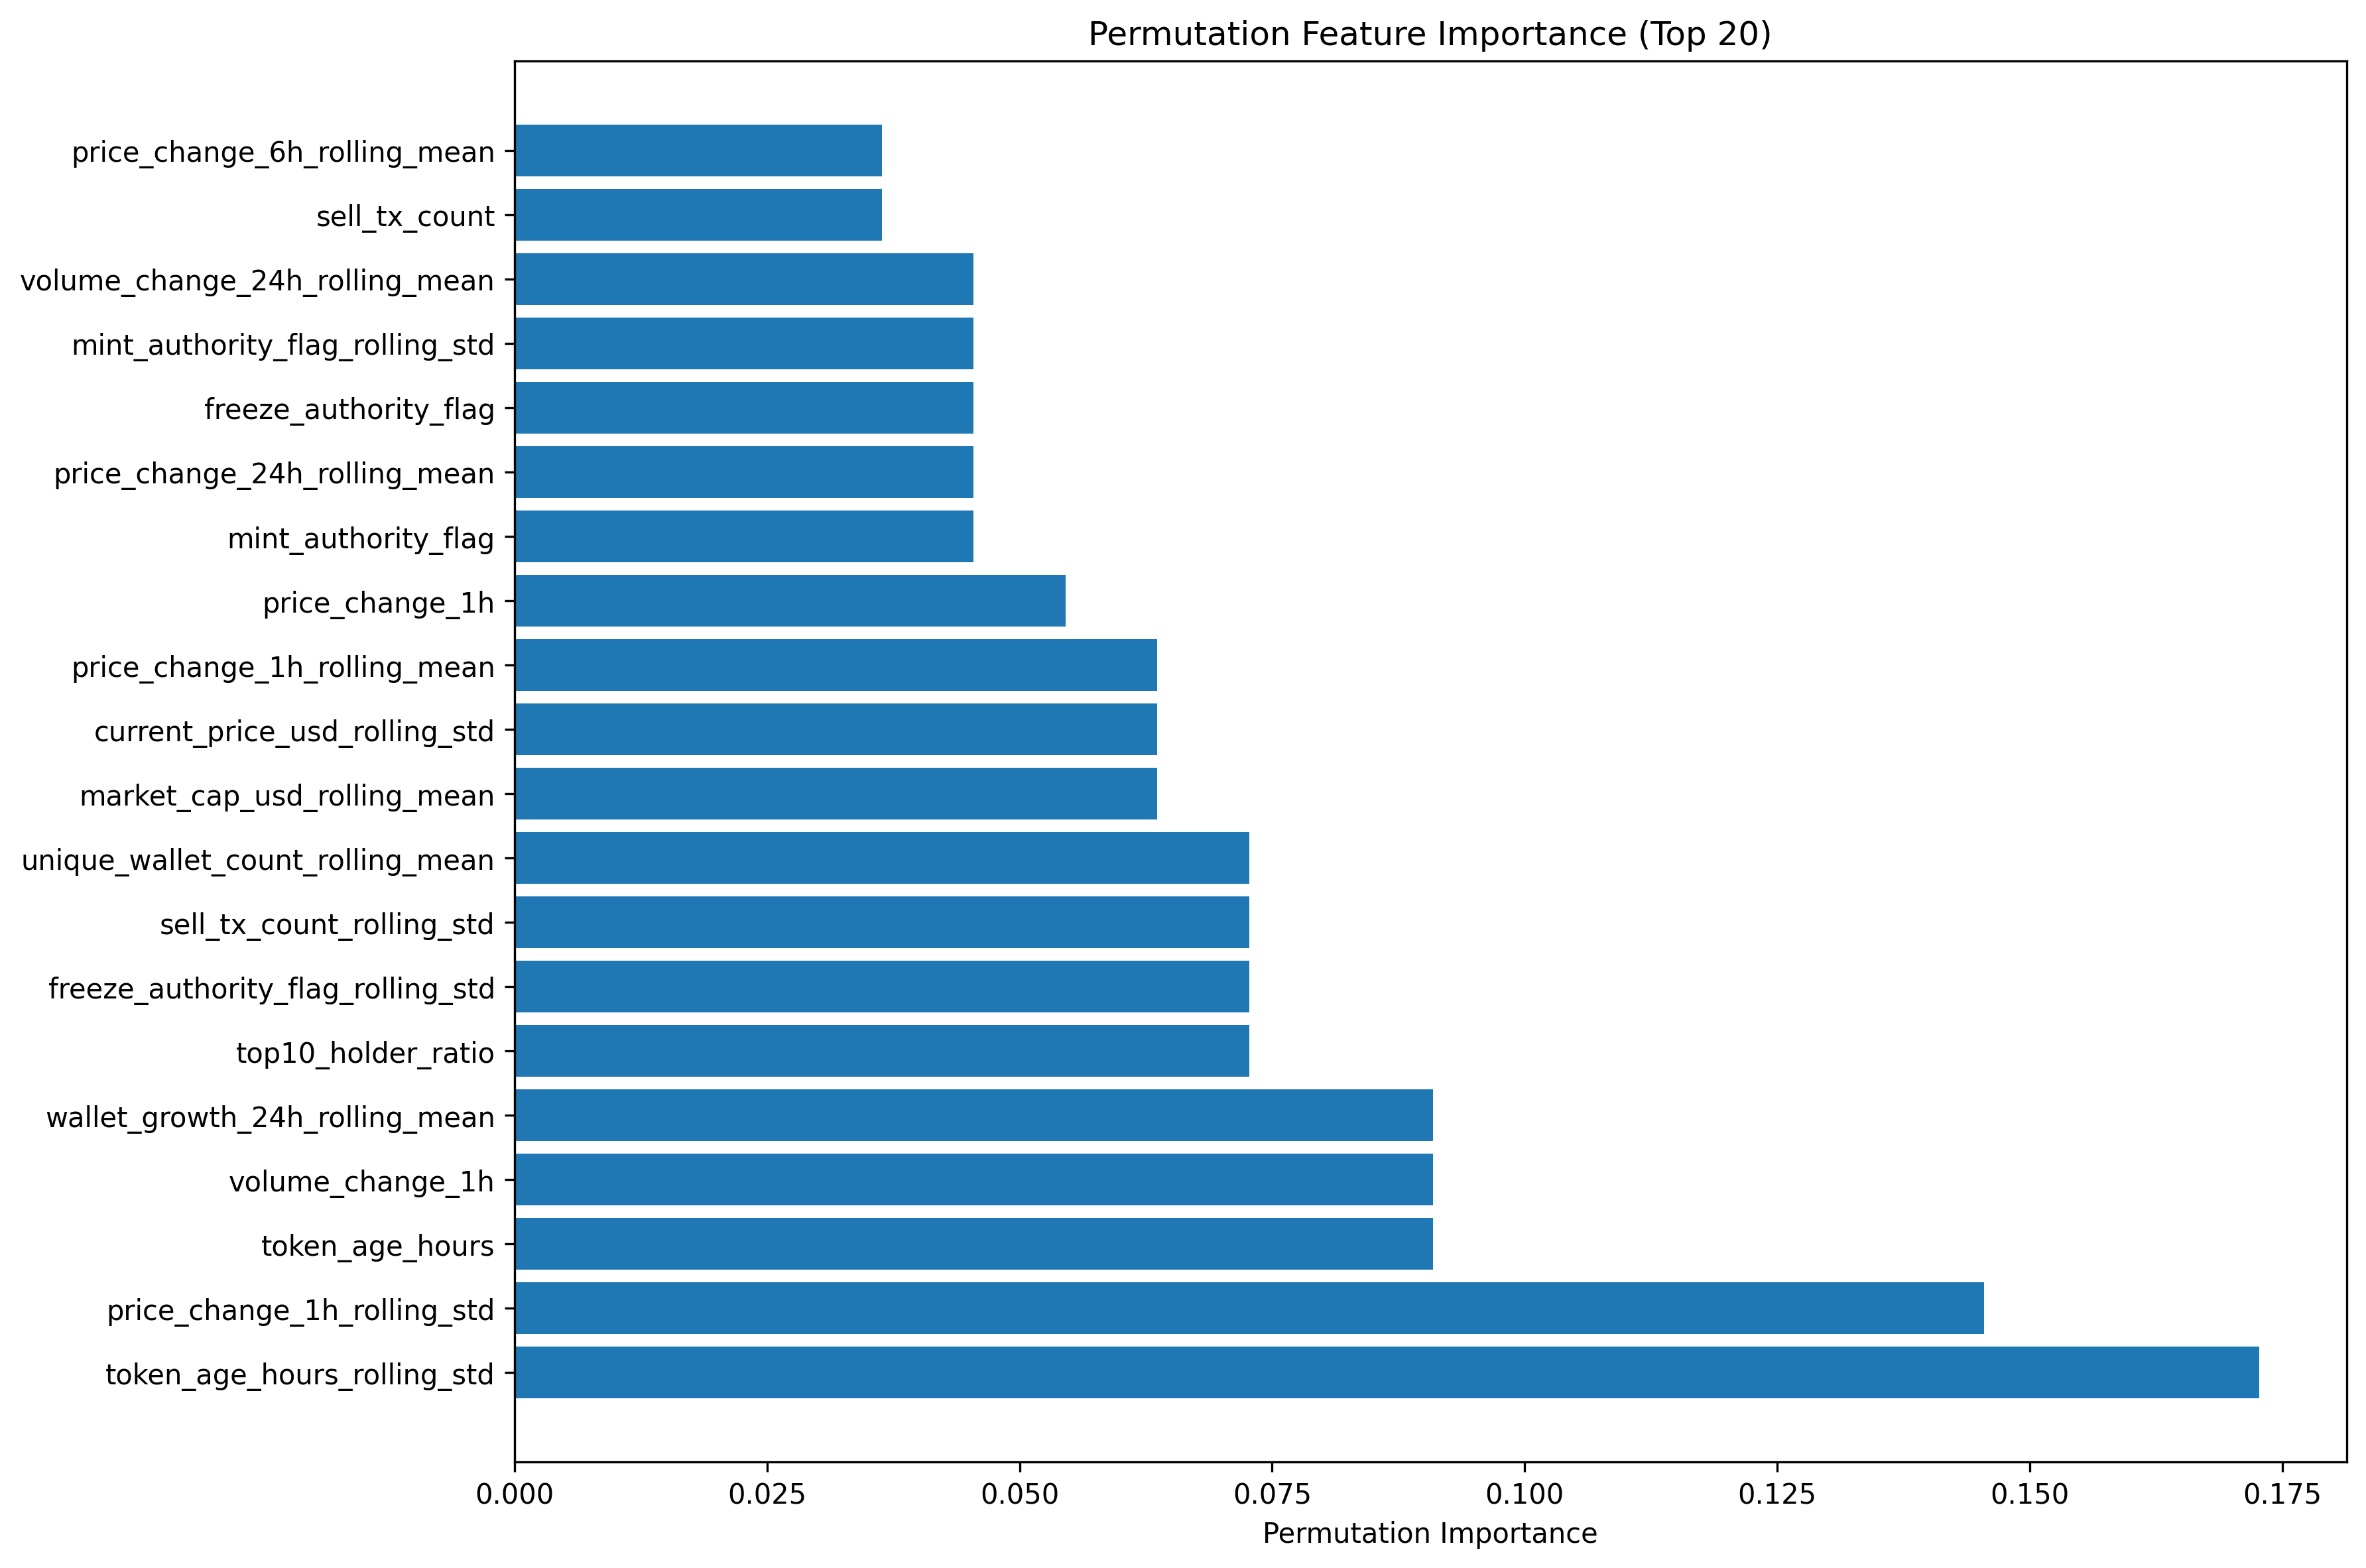 Permutation Feature Importance (Top 20)
price_change_6h_rolling_mean
sell_tx_count
volume_change_24h_rolling_mean
mint_authority_flag_rolling_std
freeze_authority_flag
price_change_24h_rolling_mean
mint_authority_flag
price_change_1h
price_change_1h_rolling_mean
current_price_usd_rolling_std
market_cap_usd_rolling_mean
unique_wallet_count_rolling_mean
sell_tx_count_rolling_std
freeze_authority_flag_rolling_std
top10_holder_ratio
wallet_growth_24h_rolling_mean
volume_change_1h
token_age_hours
price_change_1h_rolling_std
token_age_hours_rolling_std
0.000 0.025 0.050 0.075 0.100 0.125 0.150 0.175
Permutation Importance